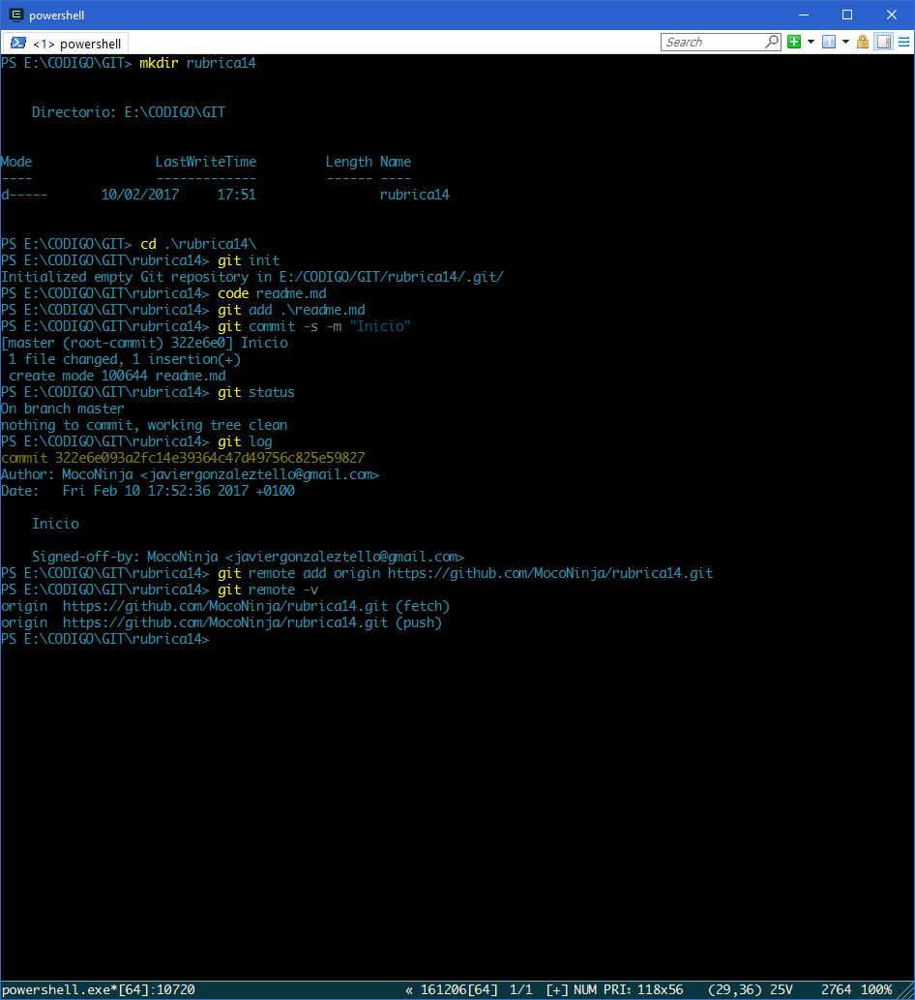 powershell
<1> powershell
Search
PS E:\CODIGO\GIT> mkdir rubrica14
Directorio: E:\CODIGO\GIT
Mode LastWriteTime Length Name
---- ------------- ------ ----
d----- 10/02/2017 17:51 rubrica14
PS E:\CODIGO\GIT> cd .\rubrica14\
PS E:\CODIGO\GIT\rubrica14> git init
Initialized empty Git repository in E:/CODIGO/GIT/rubrica14/.git/
PS E:\CODIGO\GIT\rubrica14> code readme.md
PS E:\CODIGO\GIT\rubrica14> git add .\readme.md
PS E:\CODIGO\GIT\rubrica14> git commit -s -m "Inicio"
[master (root-commit) 322e6e0] Inicio
1 file changed, 1 insertion(+)
create mode 100644 readme.md
PS E:\CODIGO\GIT\rubrica14> git status
On branch master
nothing to commit, working tree clean
PS E:\CODIGO\GIT\rubrica14> git log
commit 322e6e093a2fc14e39364c47d49756c825e59827
Author: MocoNinja <javiergonzaleztello@gmail.com>
Date: Fri Feb 10 17:52:36 2017 +0100
Inicio
Signed-off-by: MocoNinja <javiergonzaleztello@gmail.com>
PS E:\CODIGO\GIT\rubrica14> git remote add origin https://github.com/MocoNinja/rubrica14.git
PS E:\CODIGO\GIT\rubrica14> git remote -v
origin https://github.com/MocoNinja/rubrica14.git (fetch)
origin https://github.com/MocoNinja/rubrica14.git (push)
PS E:\CODIGO\GIT\rubrica14>
powershell.exe*[64]:10720 « 161206[64] 1/1 [+] NUM PRI: 118x56 (29,36) 25V 2764 100%